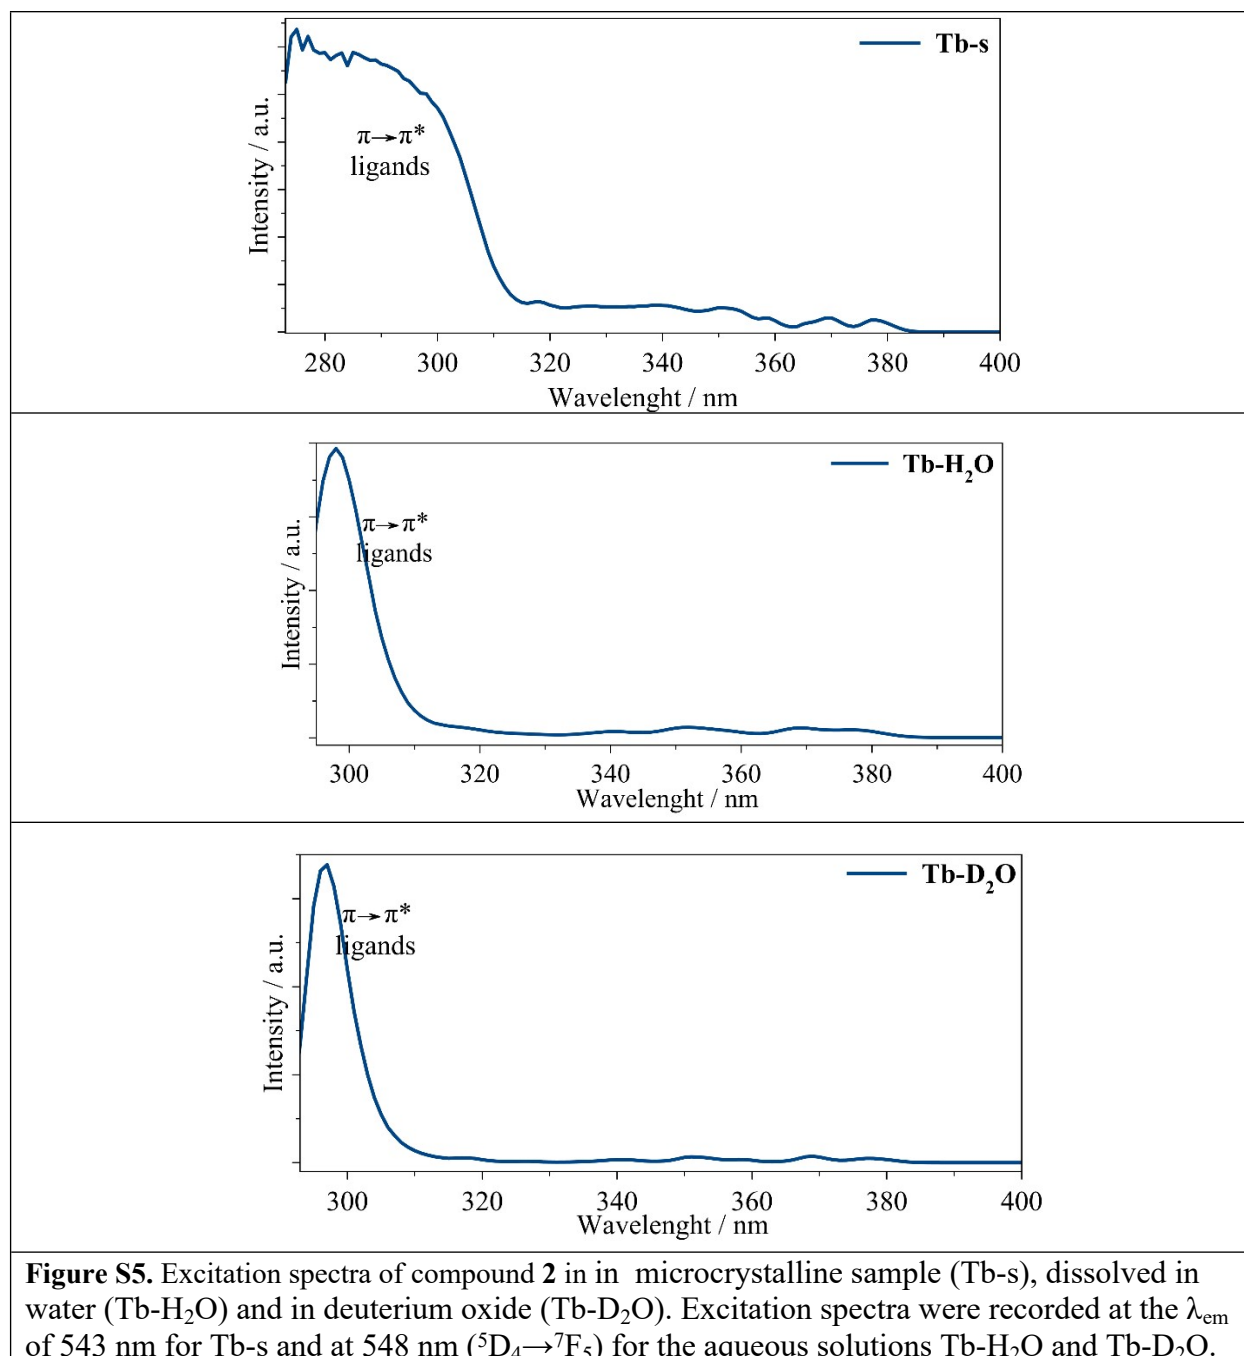 Tb-s
π→π*
ligands
Intensity / a.u.
280 300 320 340 360 380 400
Wavelenght / nm
Tb-H₂O
π→π*
ligands
Intensity / a.u.
300 320 340 360 380 400
Wavelenght / nm
Tb-D₂O
π→π*
ligands
Intensity / a.u.
300 320 340 360 380 400
Wavelenght / nm
Figure S5. Excitation spectra of compound 2 in in microcrystalline sample (Tb-s), dissolved in
water (Tb-H₂O) and in deuterium oxide (Tb-D₂O). Excitation spectra were recorded at the λem
of 543 nm for Tb-s and at 548 nm (⁵D₄→⁷F₅) for the aqueous solutions Tb-H₂O and Tb-D₂O.